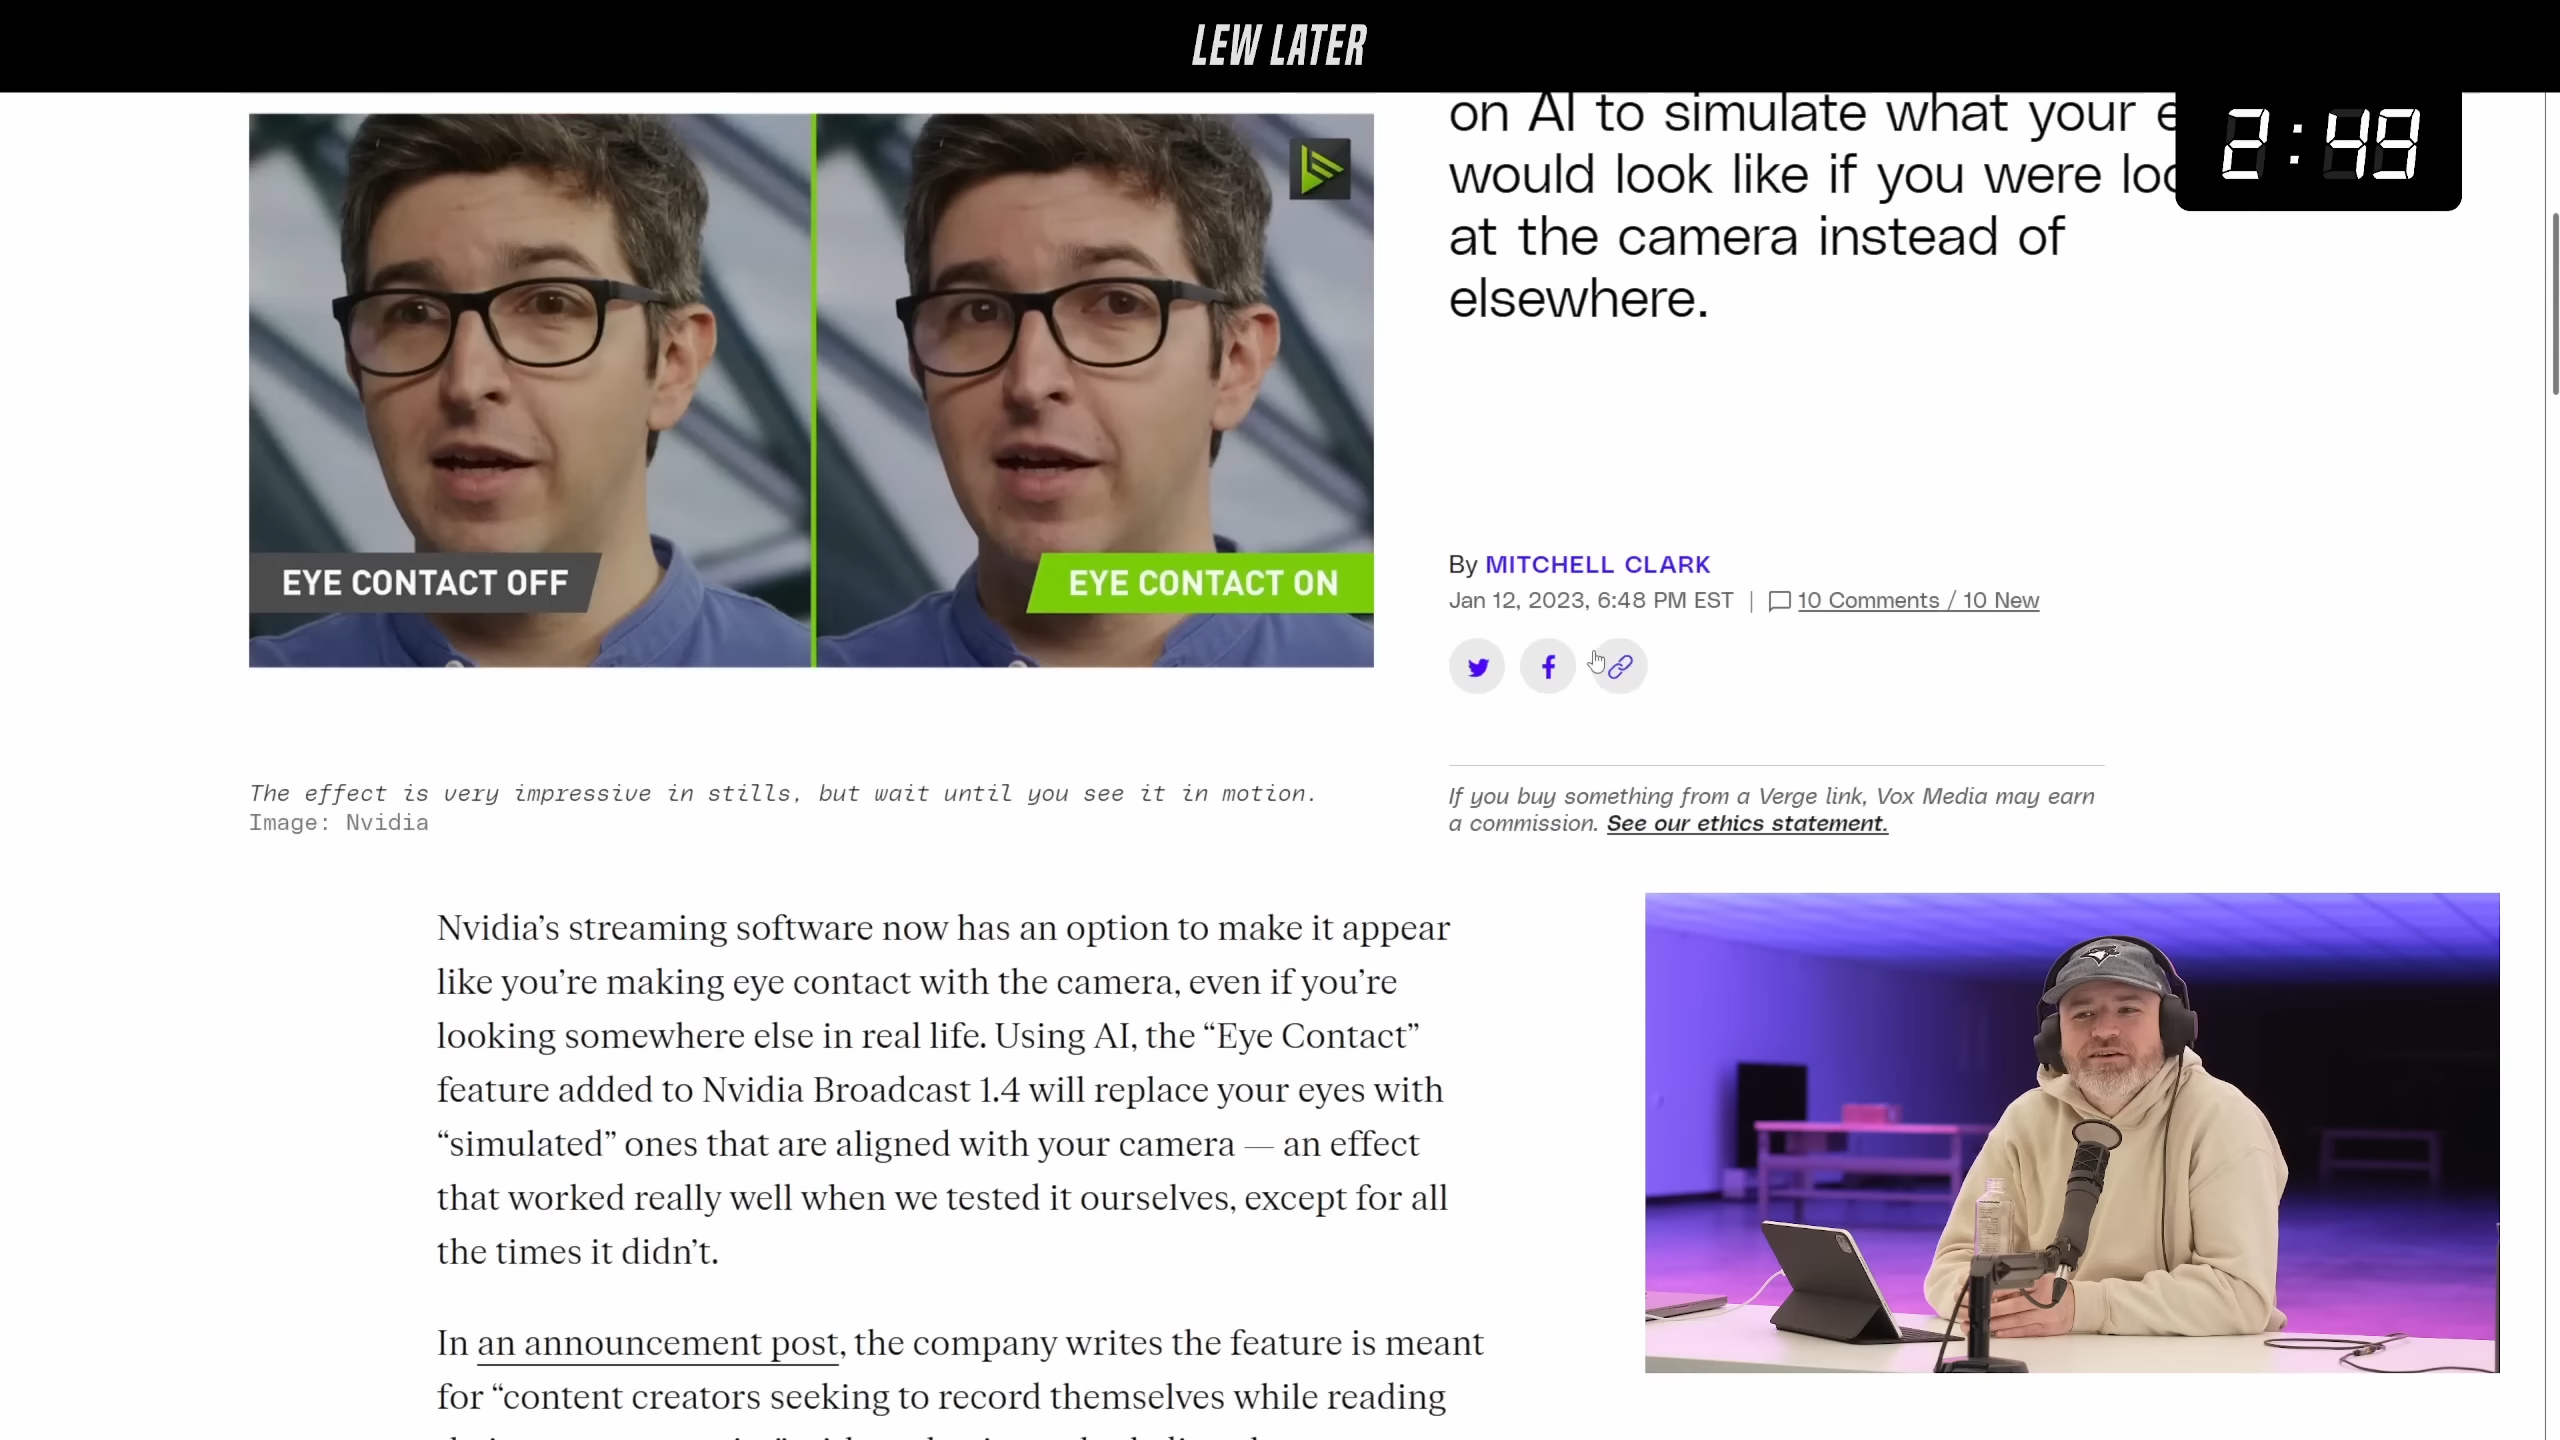 LEW LATER
2:49
on AI to simulate what your
would look like if you were
at the camera instead of
elsewhere.
EYE CONTACT OFF
EYE CONTACT ON
By MITCHELL CLARK
Jan 12, 2023, 6:48 PM EST | 10 Comments / 10 New
The effect is very impressive in stills, but wait until you see it in motion.
Image: Nvidia
If you buy something from a Verge link, Vox Media may earn
a commission. See our ethics statement.
Nvidia’s streaming software now has an option to make it appear
like you’re making eye contact with the camera, even if you’re
looking somewhere else in real life. Using AI, the “Eye Contact”
feature added to Nvidia Broadcast 1.4 will replace your eyes with
“simulated” ones that are aligned with your camera — an effect
that worked really well when we tested it ourselves, except for all
the times it didn’t.
In an announcement post, the company writes the feature is meant
for “content creators seeking to record themselves while reading